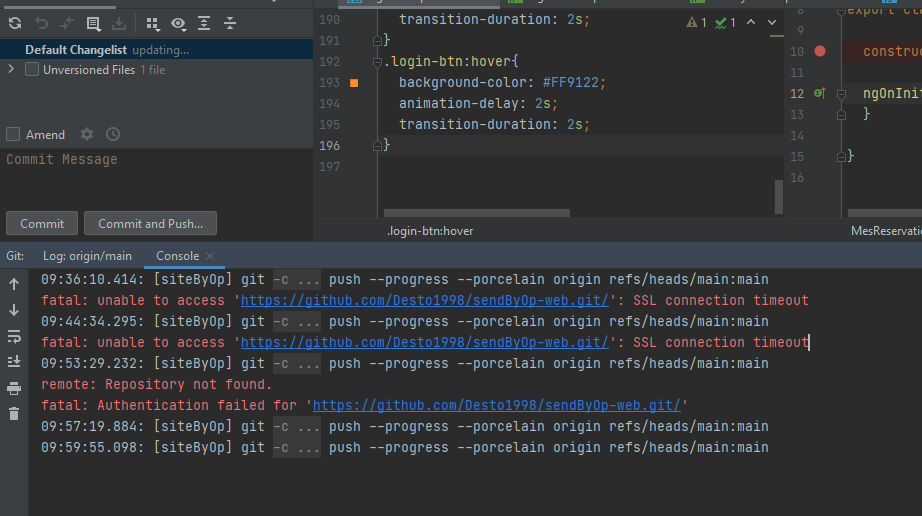 Default Changelist updating...
Unversioned Files 1 file
Amend
Commit Message
Commit
Commit and Push...
190 transition-duration: 2s;
191 }
192 .login-btn:hover{
193 background-color: #FF9122;
194 animation-delay: 2s;
195 transition-duration: 2s;
196 }
197
1 1
.login-btn:hover
8 export cla
9
10 construc
11
12 ngOnInit
13 }
14
15 }
16
MesReservati
Git: Log: origin/main Console
09:36:10.414: [siteByOp] git -c ... push --progress --porcelain origin refs/heads/main:main
fatal: unable to access 'https://github.com/Desto1998/sendByOp-web.git/': SSL connection timeout
09:44:34.295: [siteByOp] git -c ... push --progress --porcelain origin refs/heads/main:main
fatal: unable to access 'https://github.com/Desto1998/sendByOp-web.git/': SSL connection timeout
09:53:29.232: [siteByOp] git -c ... push --progress --porcelain origin refs/heads/main:main
remote: Repository not found.
fatal: Authentication failed for 'https://github.com/Desto1998/sendByOp-web.git/'
09:57:19.884: [siteByOp] git -c ... push --progress --porcelain origin refs/heads/main:main
09:59:55.098: [siteByOp] git -c ... push --progress --porcelain origin refs/heads/main:main